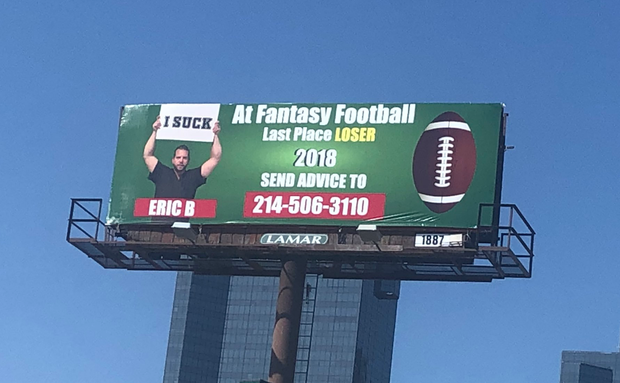 I SUCK
At Fantasy Football
Last Place LOSER
2018
SEND ADVICE TO
214-506-3110
ERIC B
LAMAR
1887